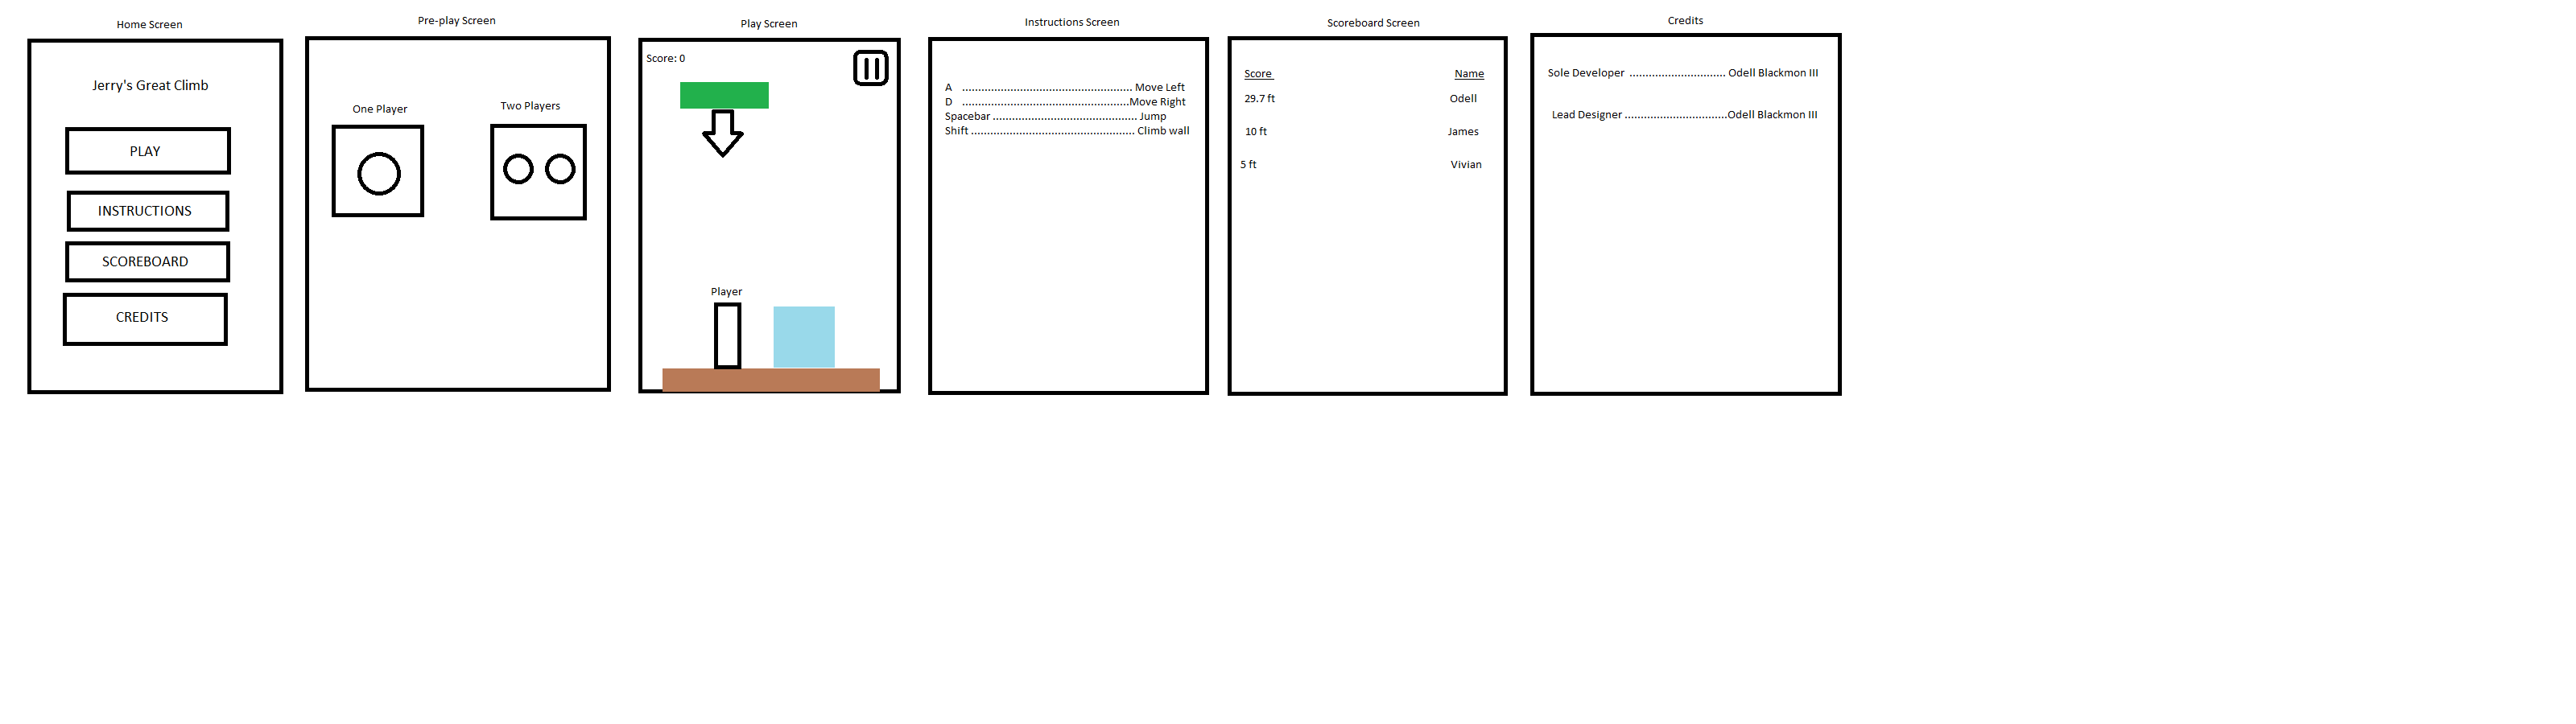 Home Screen
Jerry's Great Climb
PLAY
INSTRUCTIONS
SCOREBOARD
CREDITS
Pre-play Screen
One Player
Two Players
Play Screen
Score: 0
Player
Instructions Screen
A ..................................................... Move Left
D ....................................................Move Right
Spacebar ............................................. Jump
Shift ................................................... Climb wall
Scoreboard Screen
Score Name
29.7 ft Odell
10 ft James
5 ft Vivian
Credits
Sole Developer .............................. Odell Blackmon III
Lead Designer ................................Odell Blackmon III